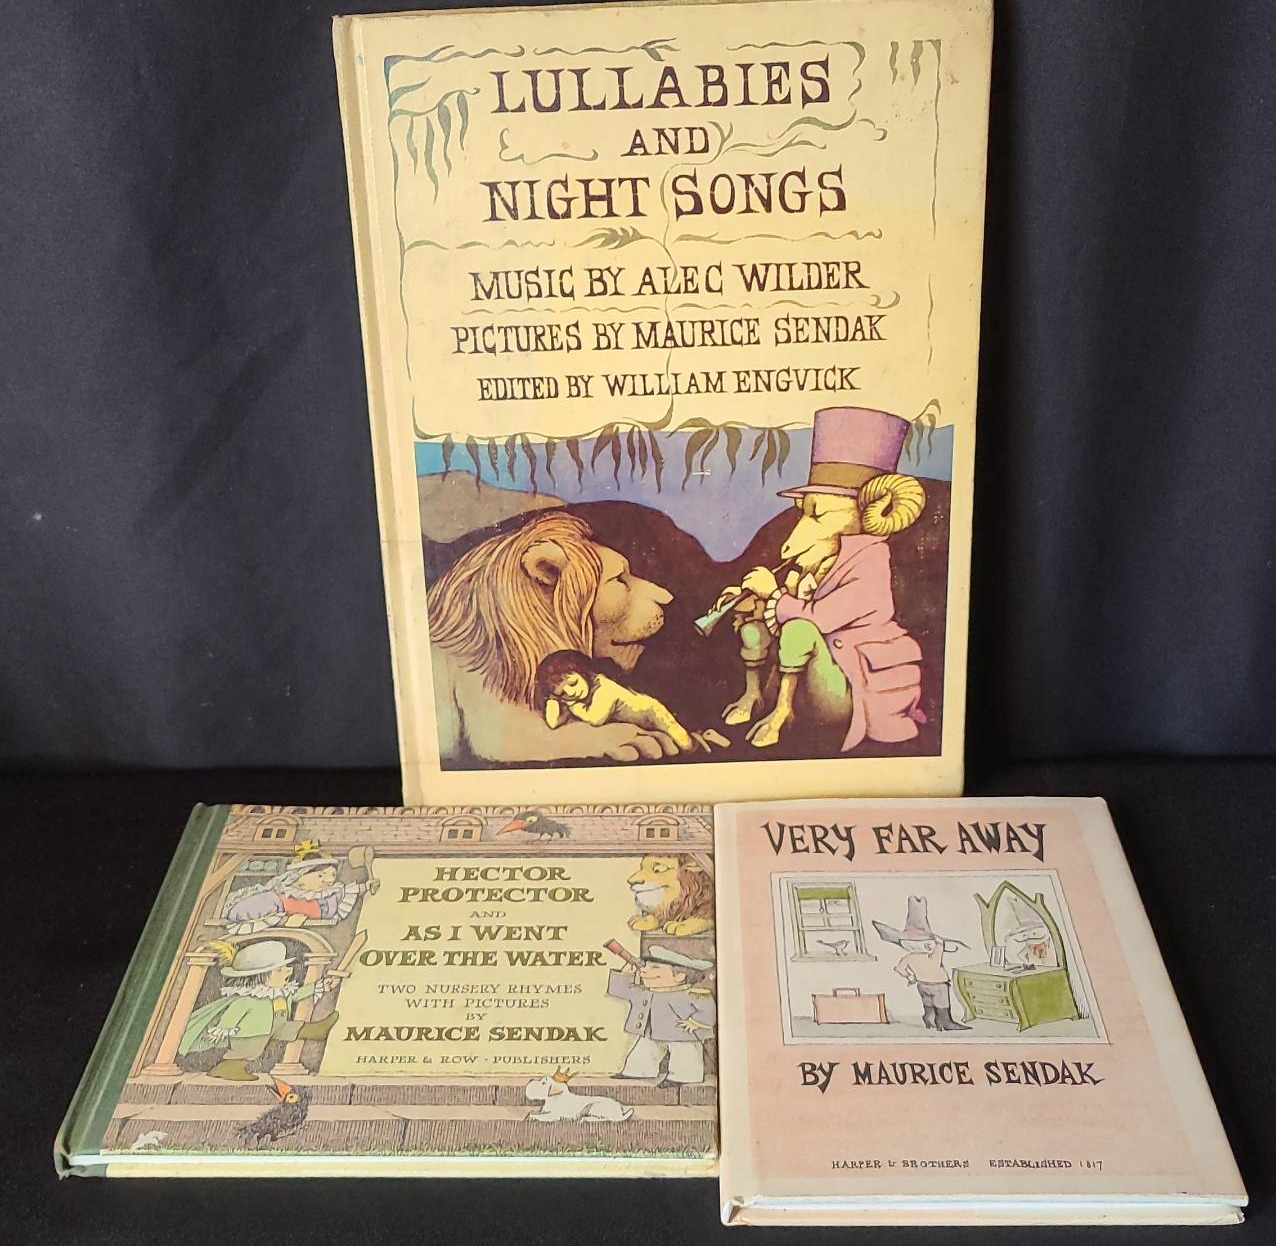 LULLABIES
AND
NIGHT SONGS
MUSIC BY ALEC WILDER
PICTURES BY MAURICE SENDAK
EDITED BY WILLIAM ENGVICK
HECTOR
PROTECTOR
AND
AS I WENT
OVER THE WATER
TWO NURSERY RHYMES
WITH PICTURES
BY
MAURICE SENDAK
HARPER & ROW · PUBLISHERS
VERY FAR AWAY
BY MAURICE SENDAK
HARPER & BROTHERS ESTABLISHED 1817